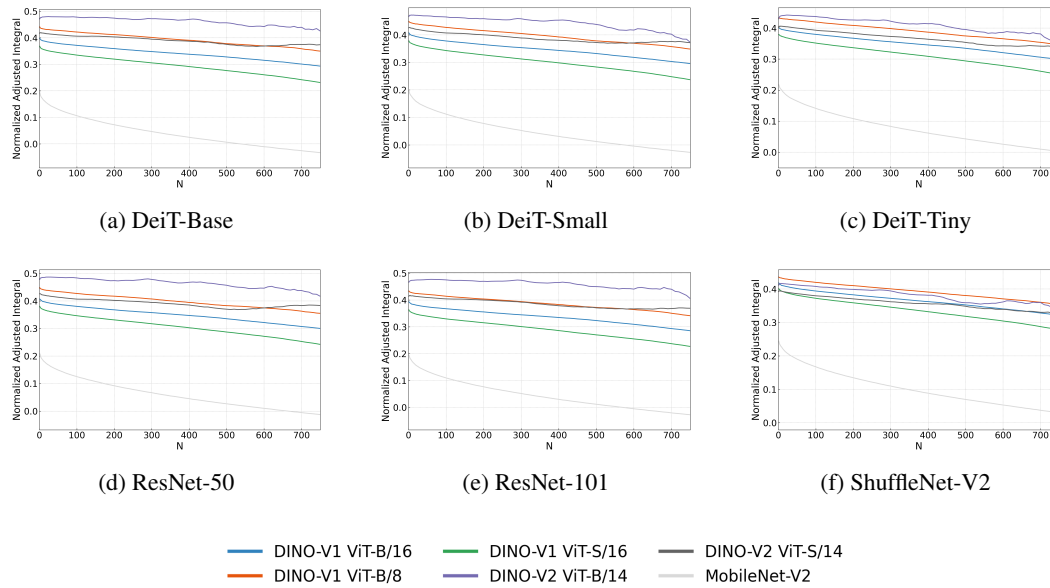 Normalized Adjusted Integral
0.5
0.4
0.3
0.2
0.1
0.0
0 100 200 300 400 500 600 700
N
(a) DeiT-Base
Normalized Adjusted Integral
0.4
0.3
0.2
0.1
0.0
0 100 200 300 400 500 600 700
N
(b) DeiT-Small
Normalized Adjusted Integral
0.4
0.3
0.2
0.1
0.0
0 100 200 300 400 500 600 700
N
(c) DeiT-Tiny
Normalized Adjusted Integral
0.5
0.4
0.3
0.2
0.1
0.0
0 100 200 300 400 500 600 700
N
(d) ResNet-50
Normalized Adjusted Integral
0.5
0.4
0.3
0.2
0.1
0.0
0 100 200 300 400 500 600 700
N
(e) ResNet-101
Normalized Adjusted Integral
0.4
0.3
0.2
0.1
0.0
0 100 200 300 400 500 600 700
N
(f) ShuffleNet-V2
DINO-V1 ViT-B/16
DINO-V1 ViT-S/16
DINO-V2 ViT-S/14
DINO-V1 ViT-B/8
DINO-V2 ViT-B/14
MobileNet-V2